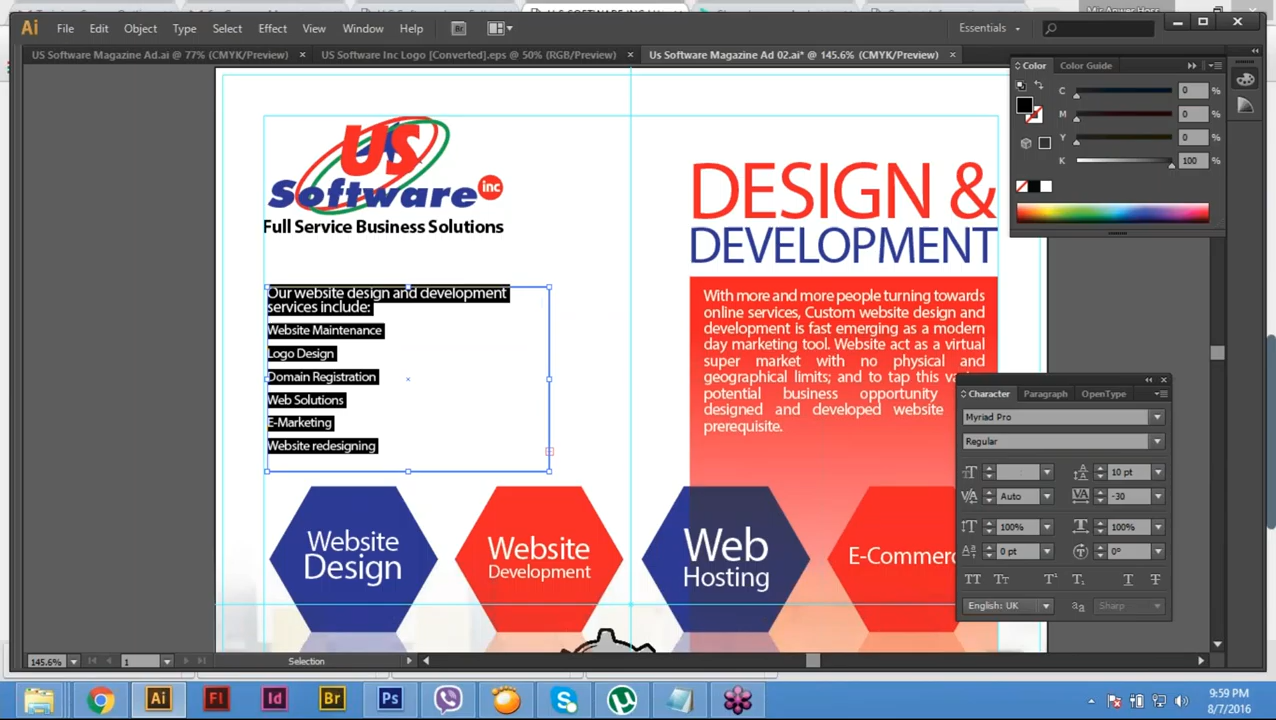 Ai File Edit Object Type Select Effect View Window Help Br Essentials
US Software Magazine Ad.ai @ 77% (CMYK/Preview) × US Software Inc Logo [Converted].eps @ 50% (RGB/Preview) × US Software Magazine Ad 02.ai* @ 145.6% (CMYK/Preview) ×
US
Software inc
Full Service Business Solutions
DESIGN &
DEVELOPMENT
Our website design and development
services include:
Website Maintenance
Logo Design
Domain Registration
Web Solutions
E-Marketing
Website redesigning
With more and more people turning towards
online services, Custom website design and
development is fast emerging as a modern
day marketing tool. Website act as a virtual
super market with no physical and
geographical limits; and to tap this
potential business opportunity
designed and developed website
prerequisite.
Website
Design
Website
Development
Web
Hosting
Color Color Guide
C 0 %
M 0 %
Y 0 %
K 100 %
Character Paragraph OpenType
Myriad Pro
Regular
10 pt
Auto -30
100% 100%
0 pt 0°
English: UK Sharp
145.6% 1 Selection
Ai Fl Id Br Ps
9:59 PM
8/7/2016